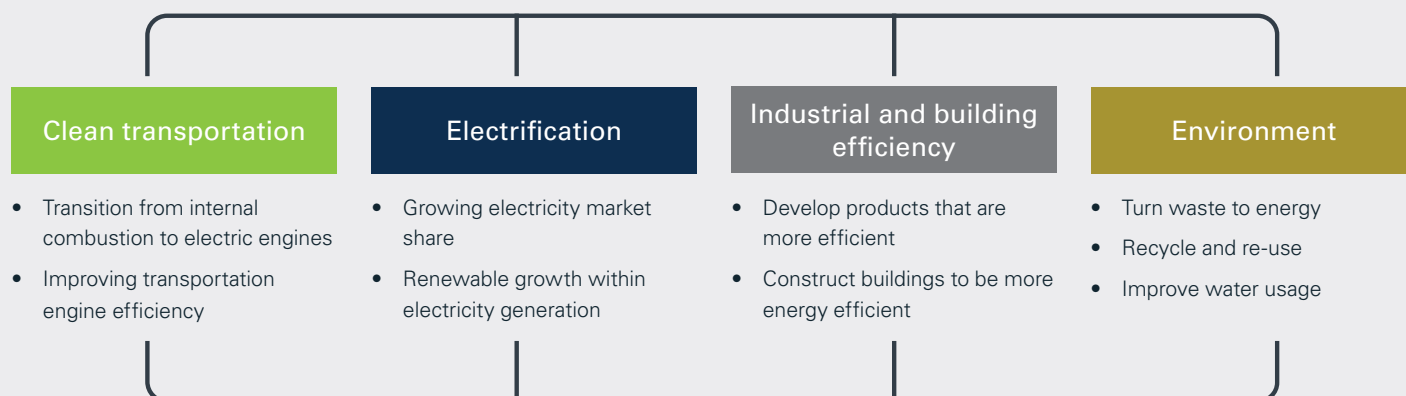 Clean transportation
• Transition from internal
combustion to electric engines
• Improving transportation
engine efficiency
Electrification
• Growing electricity market
share
• Renewable growth within
electricity generation
Industrial and building
efficiency
• Develop products that are
more efficient
• Construct buildings to be more
energy efficient
Environment
• Turn waste to energy
• Recycle and re-use
• Improve water usage